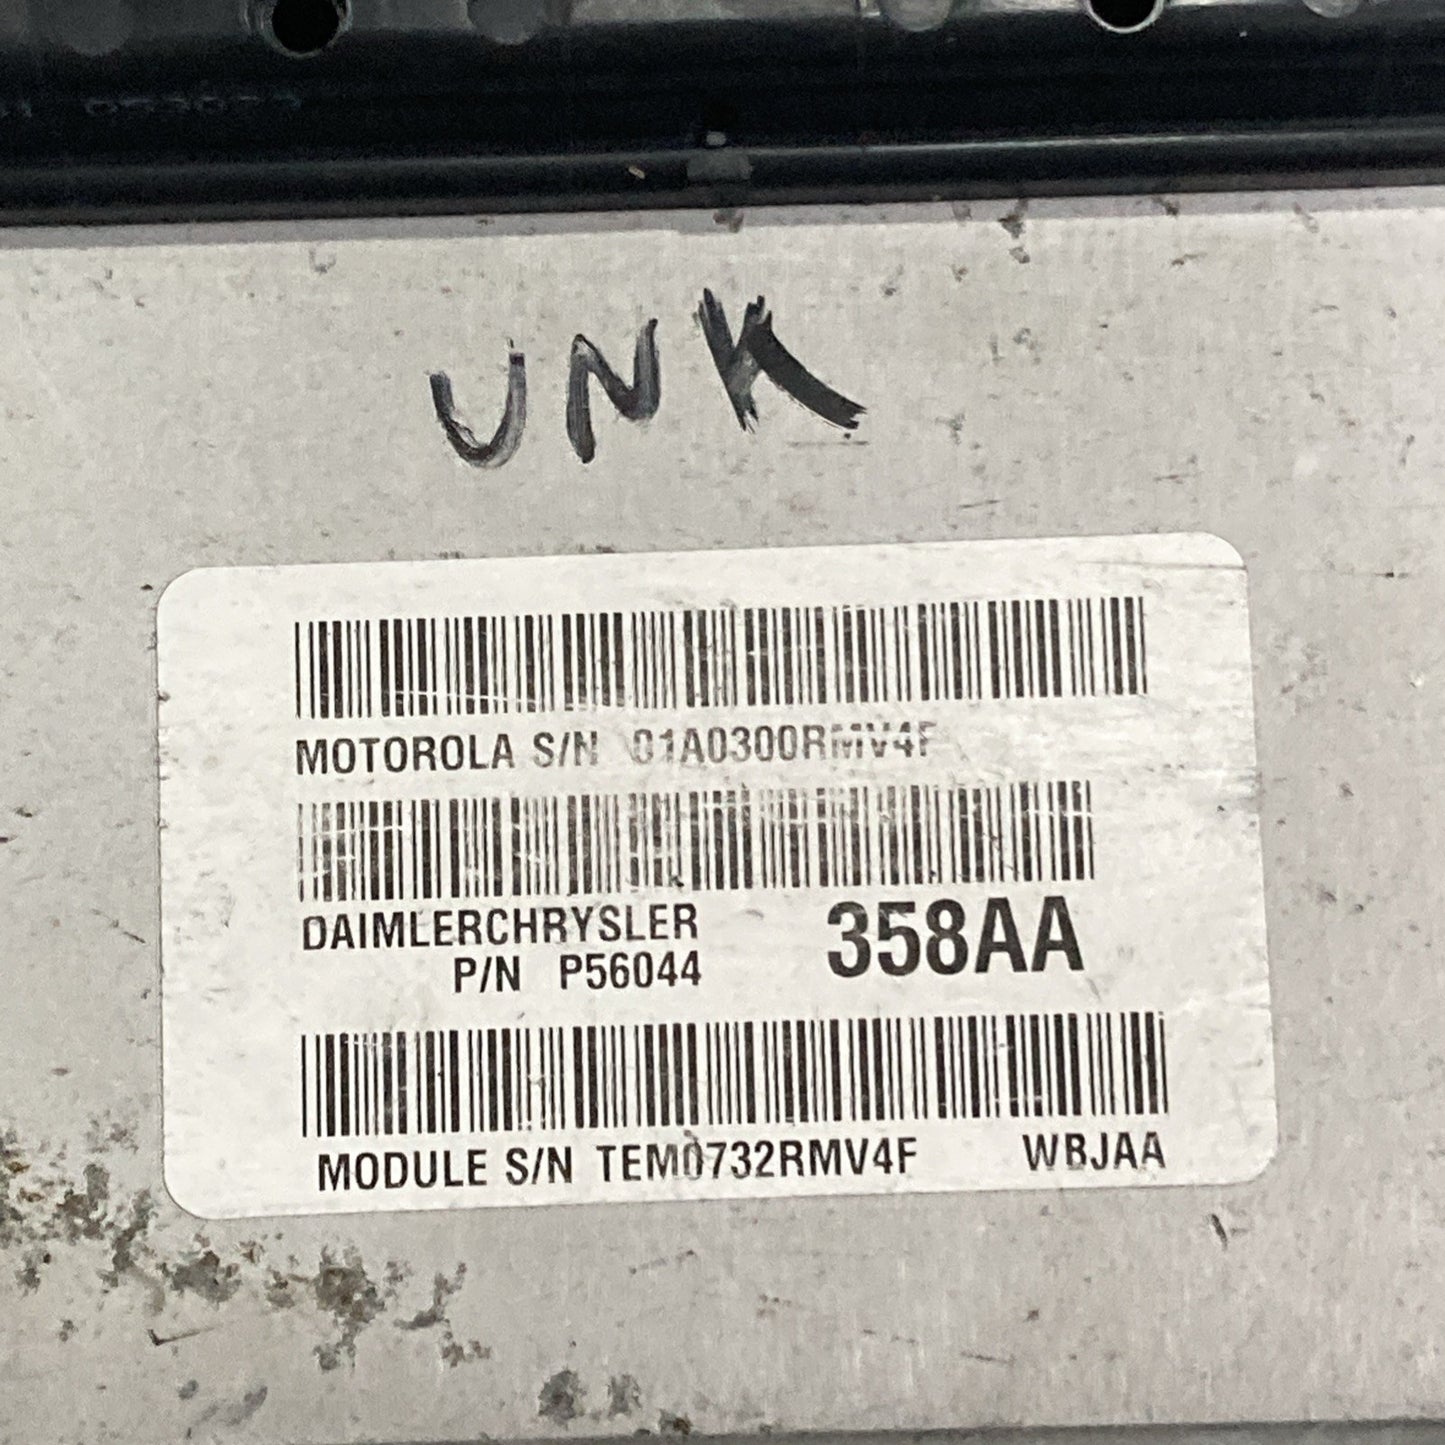 UNK
MOTOROLA S/N 01A0300RMV4F
DAIMLERCHRYSLER 358AA
P/N P56044
MODULE S/N TEM0732RMV4F WBJAA